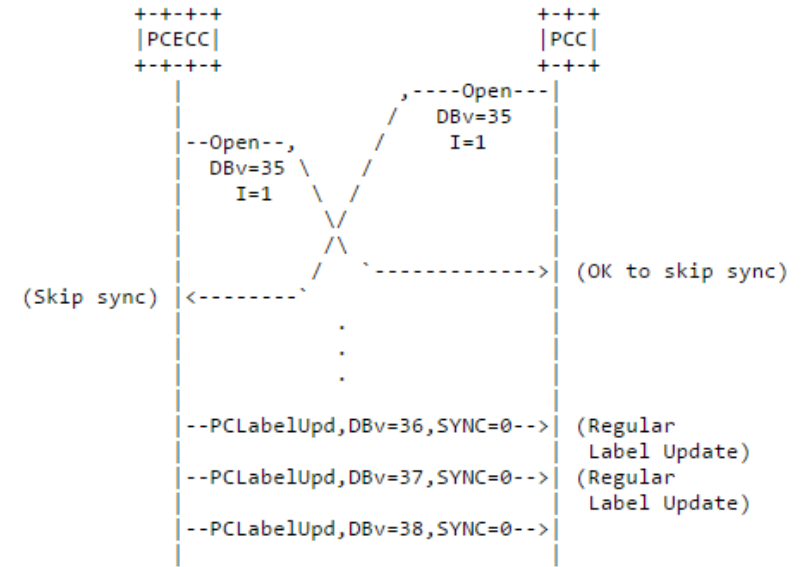 +-+-+-+ +-+-+
|PCECC| |PCC|
+-+-+-+ +-+-+
| ,----Open---|
| / DBv=35 |
|--Open--, / I=1 |
| DBv=35 \ / |
| I=1 \ / |
| \/ |
| /\ |
| / `------------->| (OK to skip sync)
(Skip sync) |<--------` |
| . |
| . |
| . |
| |
|--PCLabelUpd,DBv=36,SYNC=0-->| (Regular
| | Label Update)
|--PCLabelUpd,DBv=37,SYNC=0-->| (Regular
| | Label Update)
|--PCLabelUpd,DBv=38,SYNC=0-->|
| |